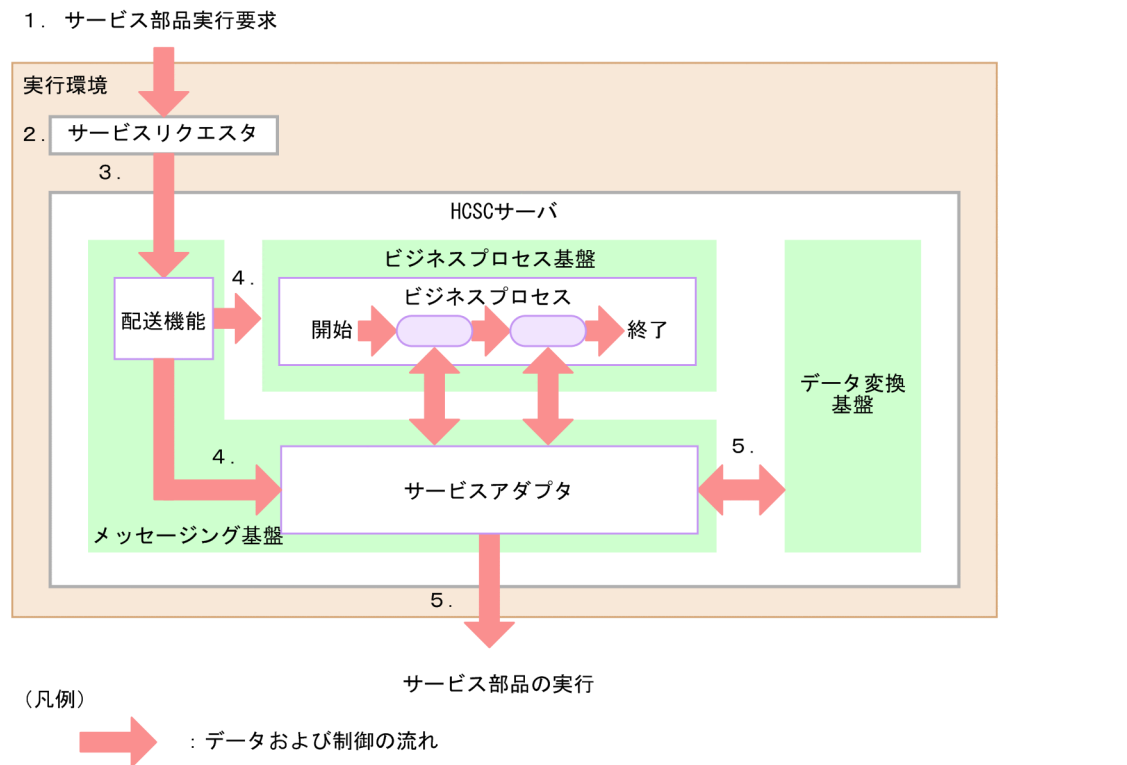 １． サービス部品実行要求
実行環境
２．
サービスリクエスタ
３．
HCSCサーバ
ビジネスプロセス基盤
４．
ビジネスプロセス
配送機能
開始
終了
データ変換
基盤
４．
５．
サービスアダプタ
メッセージング基盤
５．
サービス部品の実行
（凡例）
：データおよび制御の流れ